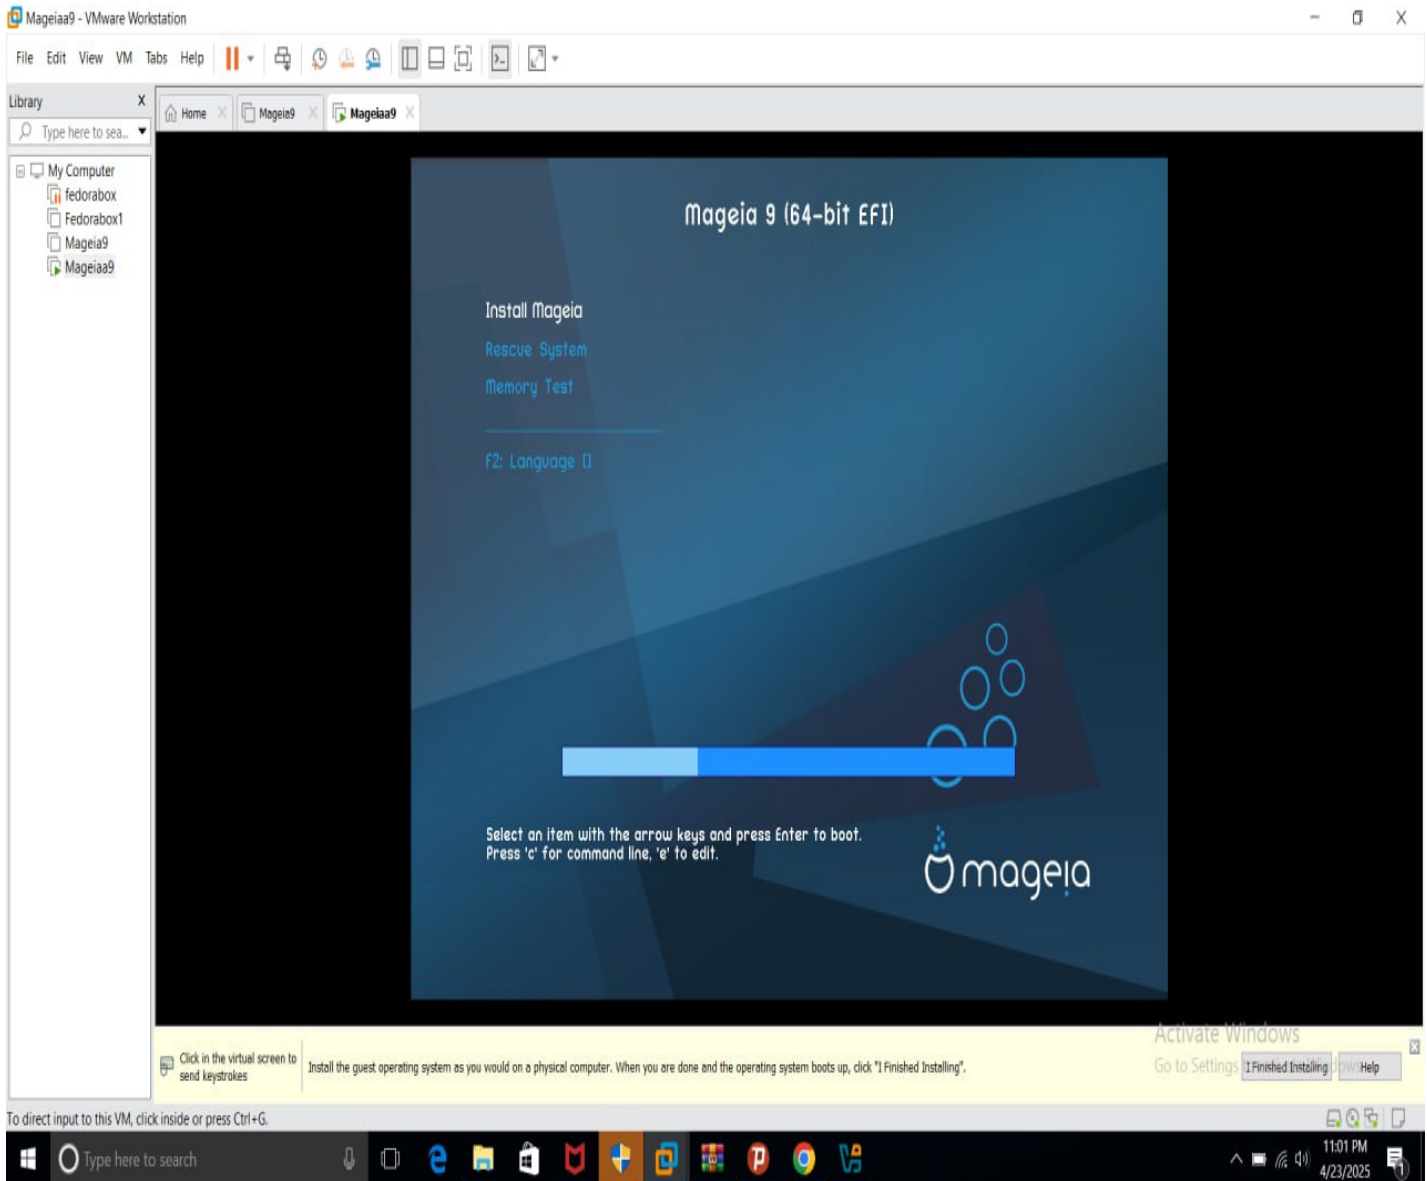 Mageiaa9 - VMware Workstation
File Edit View VM Tabs Help
Library X
Type here to sea...
Home
Mageia9
Mageiaa9
My Computer
fedorabox
Fedorabox1
Mageia9
Mageiaa9
Mageia 9 (64-bit EFI)
Install Mageia
Rescue System
Memory Test
F2: Language []
Select an item with the arrow keys and press Enter to boot.
Press 'c' for command line, 'e' to edit.
mageia
Activate Windows
Go to Settings
Click in the virtual screen to
send keystrokes
Install the guest operating system as you would on a physical computer. When you are done and the operating system boots up, click "I Finished Installing".
I Finished Installing
Help
To direct input to this VM, click inside or press Ctrl+G.
Type here to search
11:01 PM
4/23/2025
1